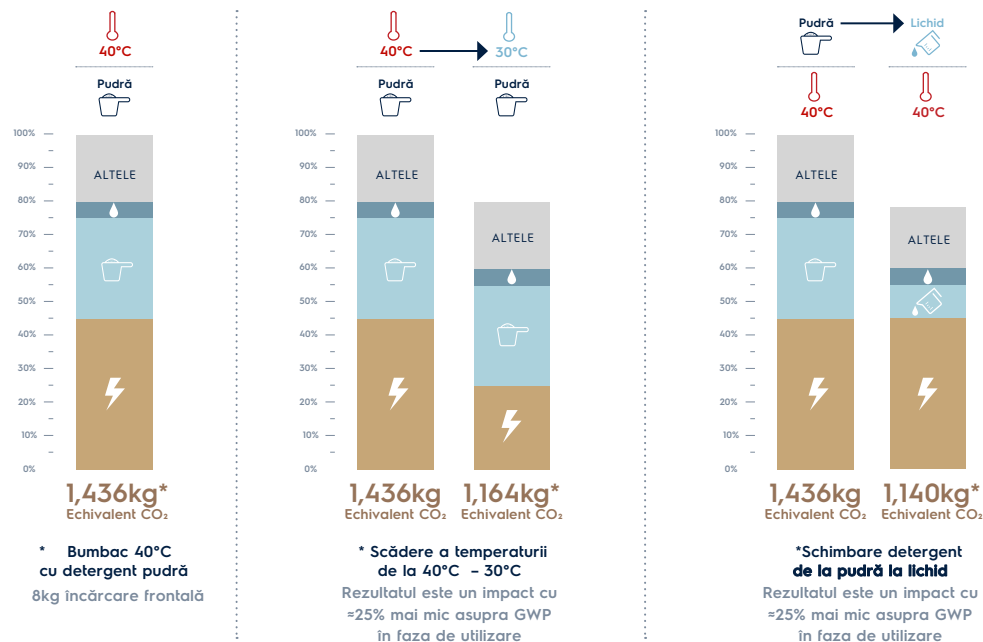 40°C
Pudră
100%
90%
80%
70%
60%
50%
40%
30%
20%
10%
0%
ALTELE
1,436kg*
Echivalent CO₂
* Bumbac 40°C
cu detergent pudră
8kg încărcare frontală
40°C
30°C
Pudră
Pudră
100%
90%
80%
70%
60%
50%
40%
30%
20%
10%
0%
ALTELE
ALTELE
1,436kg
Echivalent CO₂
1,164kg*
Echivalent CO₂
* Scădere a temperaturii
de la 40°C – 30°C
Rezultatul este un impact cu
≈25% mai mic asupra GWP
în faza de utilizare
Pudră
Lichid
40°C
40°C
100%
90%
80%
70%
60%
50%
40%
30%
20%
10%
0%
ALTELE
ALTELE
1,436kg
Echivalent CO₂
1,140kg*
Echivalent CO₂
*Schimbare detergent
de la pudră la lichid
Rezultatul este un impact cu
≈25% mai mic asupra GWP
în faza de utilizare